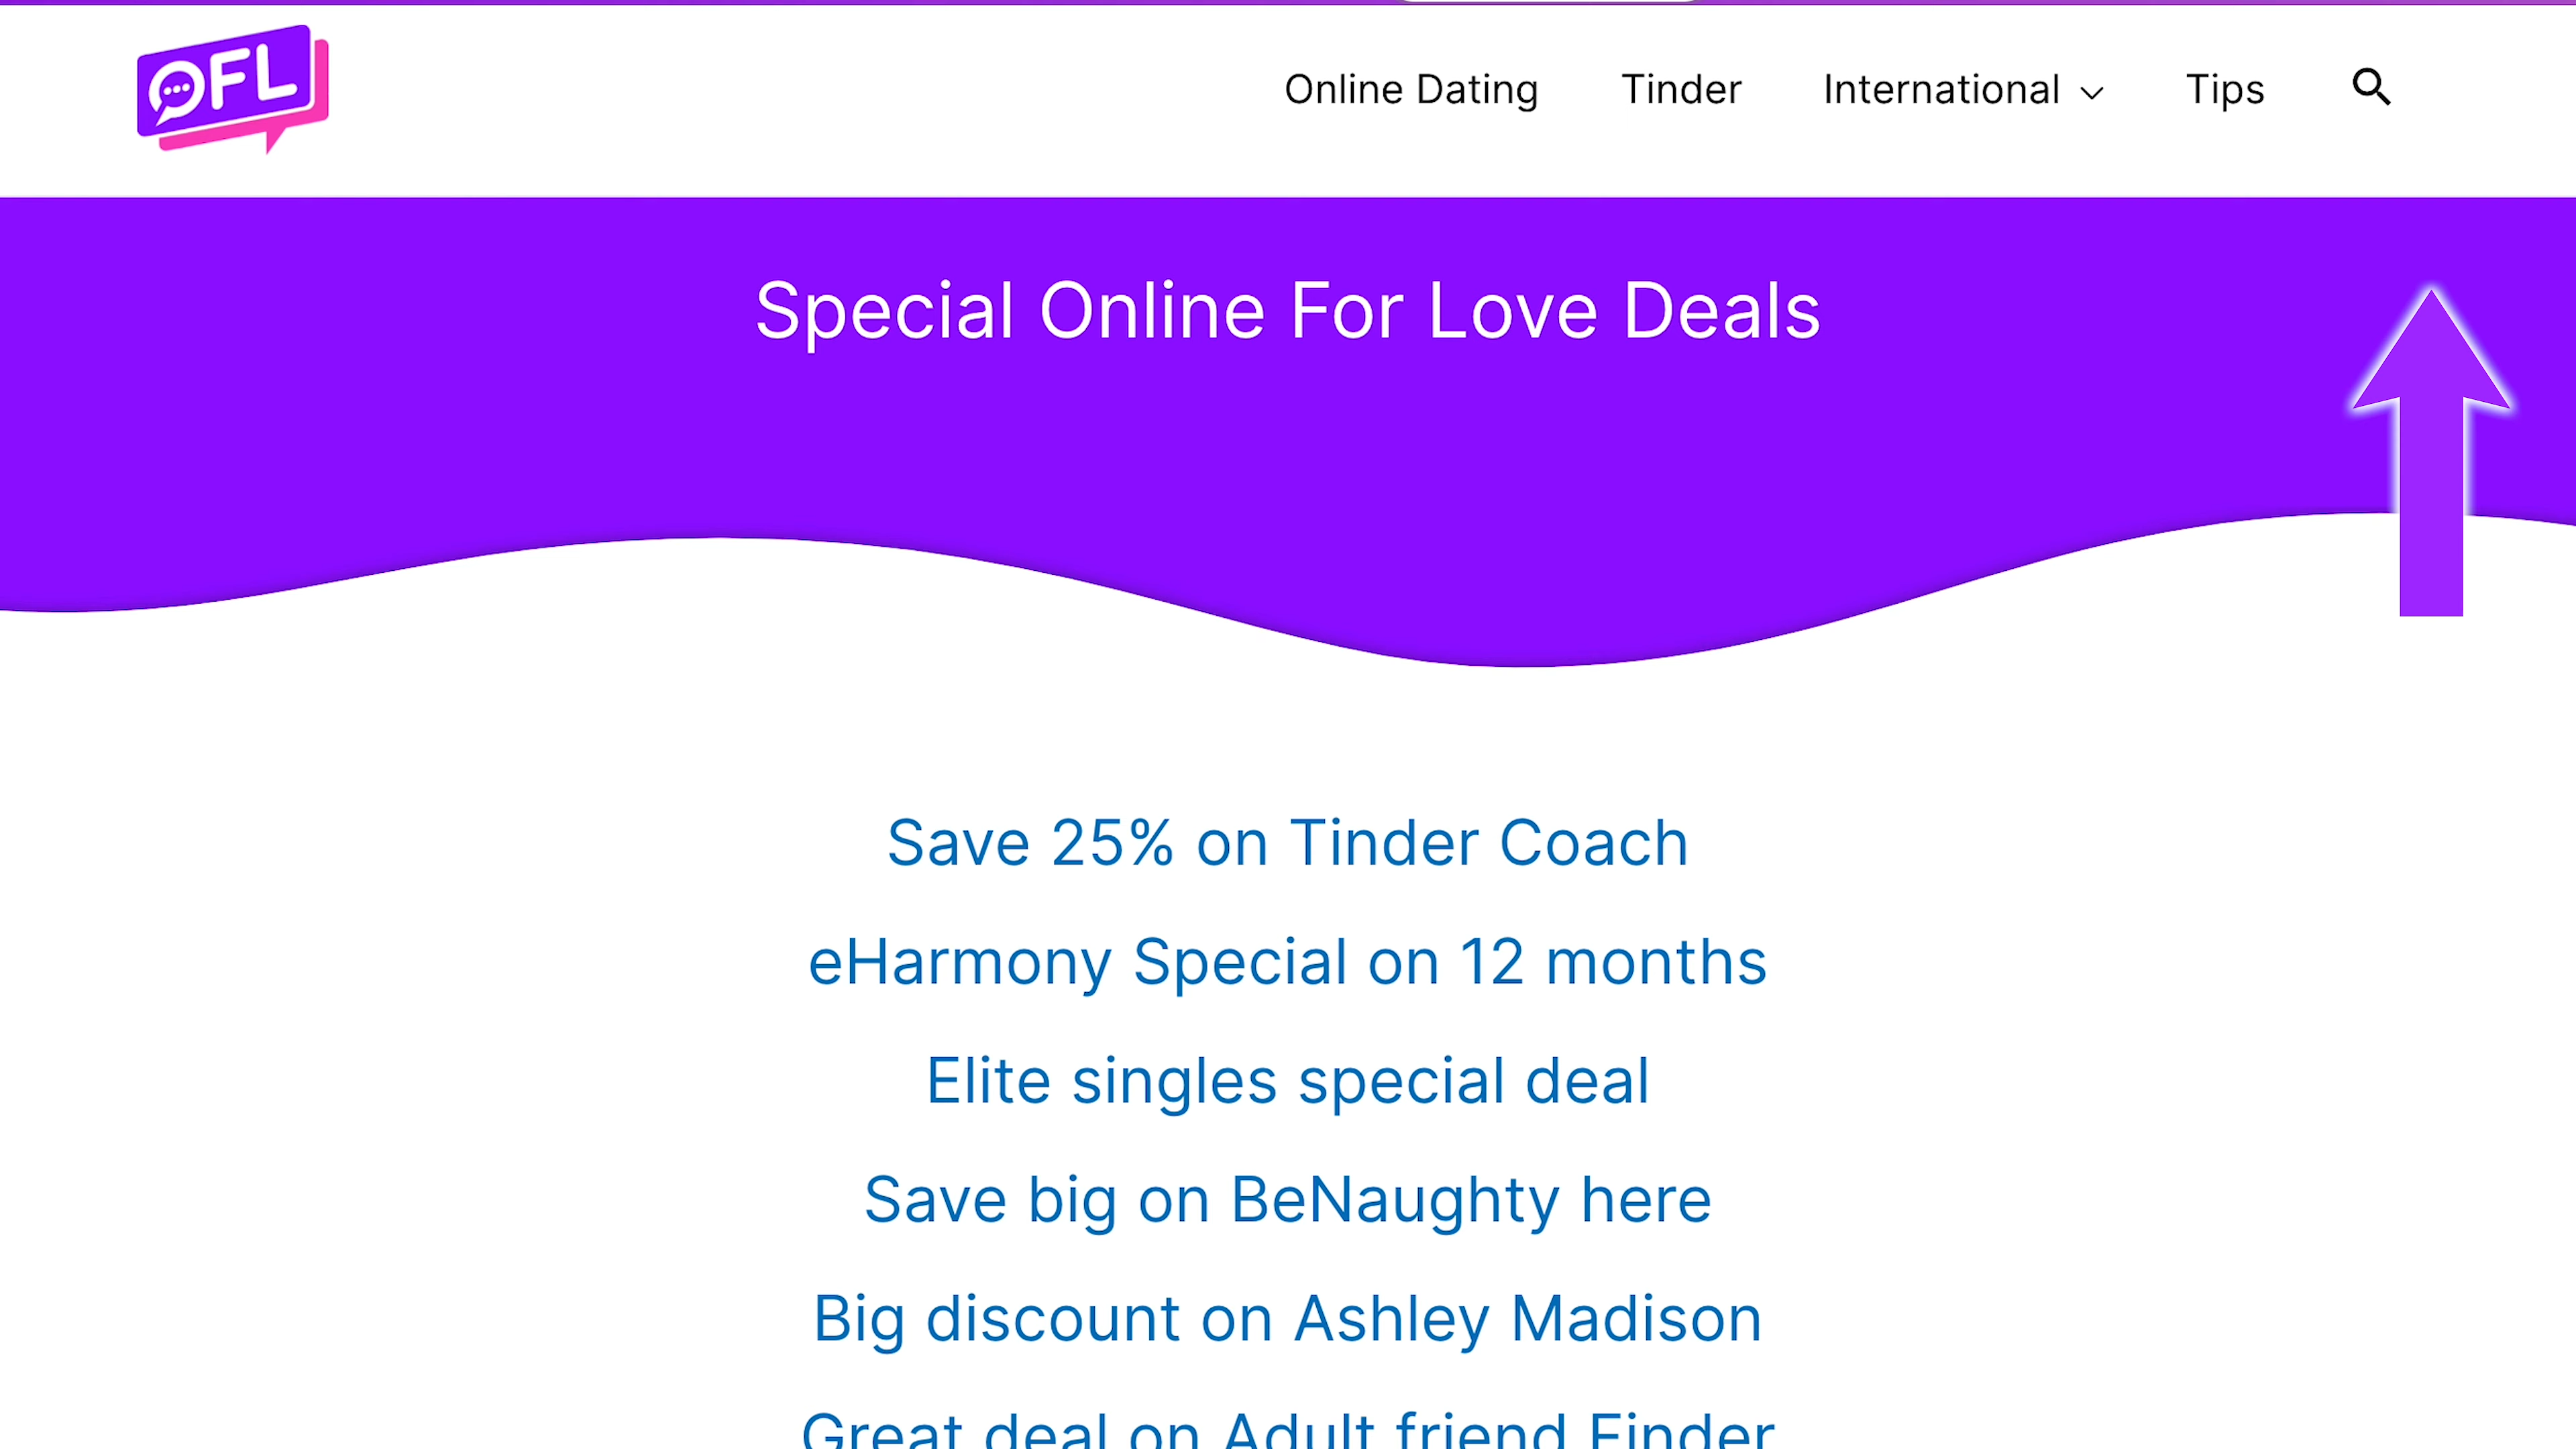 OFL
Online Dating Tinder International Tips
Special Online For Love Deals
Save 25% on Tinder Coach
eHarmony Special on 12 months
Elite singles special deal
Save big on BeNaughty here
Big discount on Ashley Madison
Great deal on Adult friend Finder